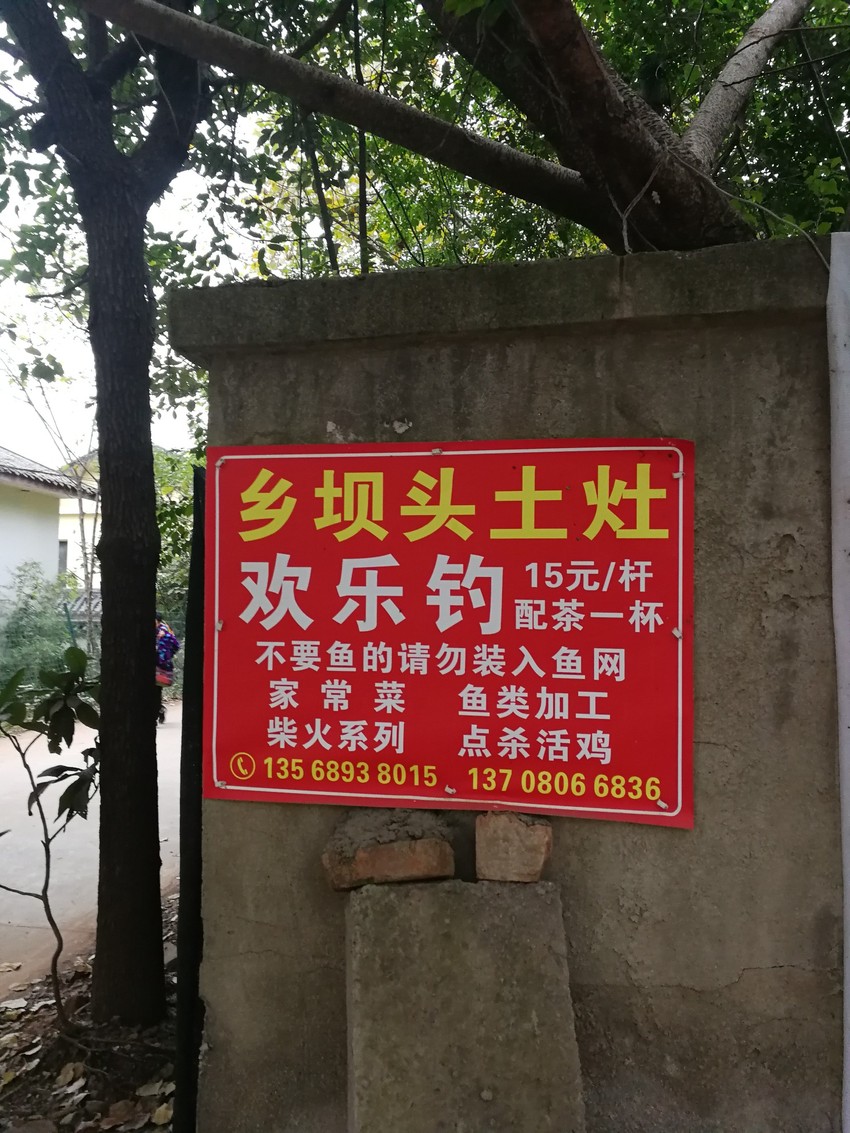 乡坝头土灶
欢乐钓 15元/杆
配茶一杯
不要鱼的请勿装入鱼网
家常菜 鱼类加工
柴火系列 点杀活鸡
135 6893 8015 137 0806 6836